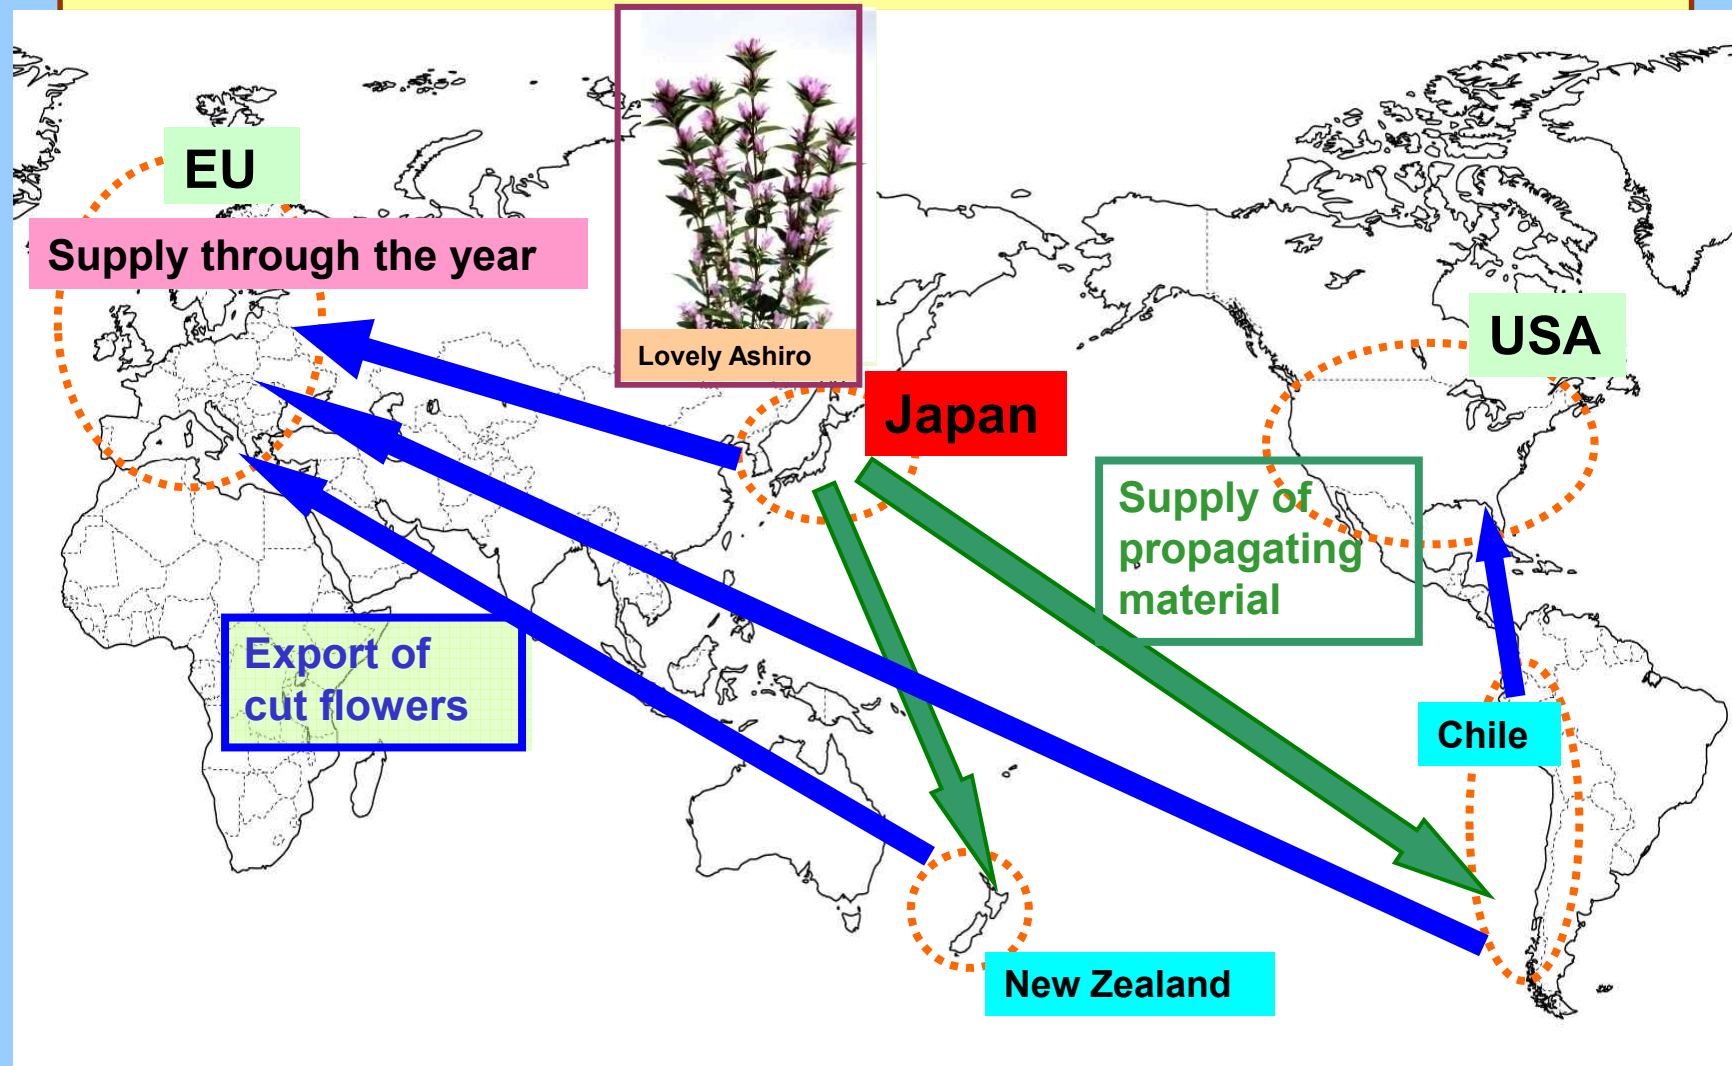 EU
Supply through the year
Lovely Ashiro
USA
Japan
Supply of
propagating
material
Export of
cut flowers
Chile
New Zealand